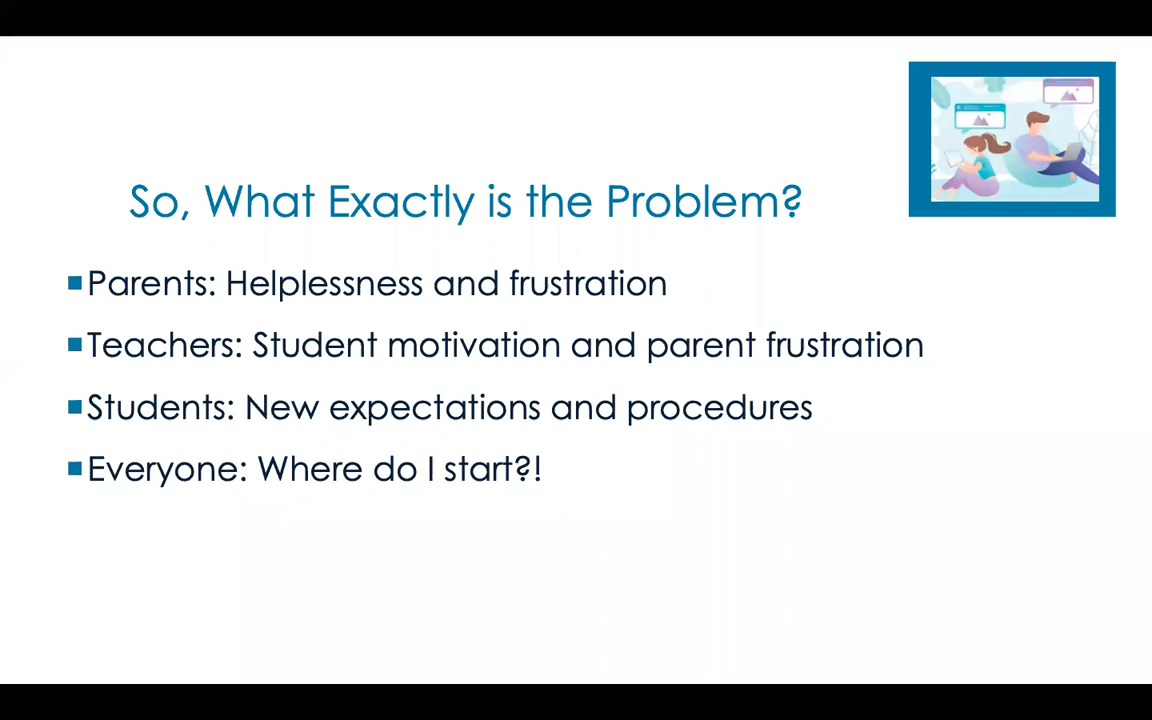 So, What Exactly is the Problem?
Parents: Helplessness and frustration
Teachers: Student motivation and parent frustration
Students: New expectations and procedures
Everyone: Where do I start?!